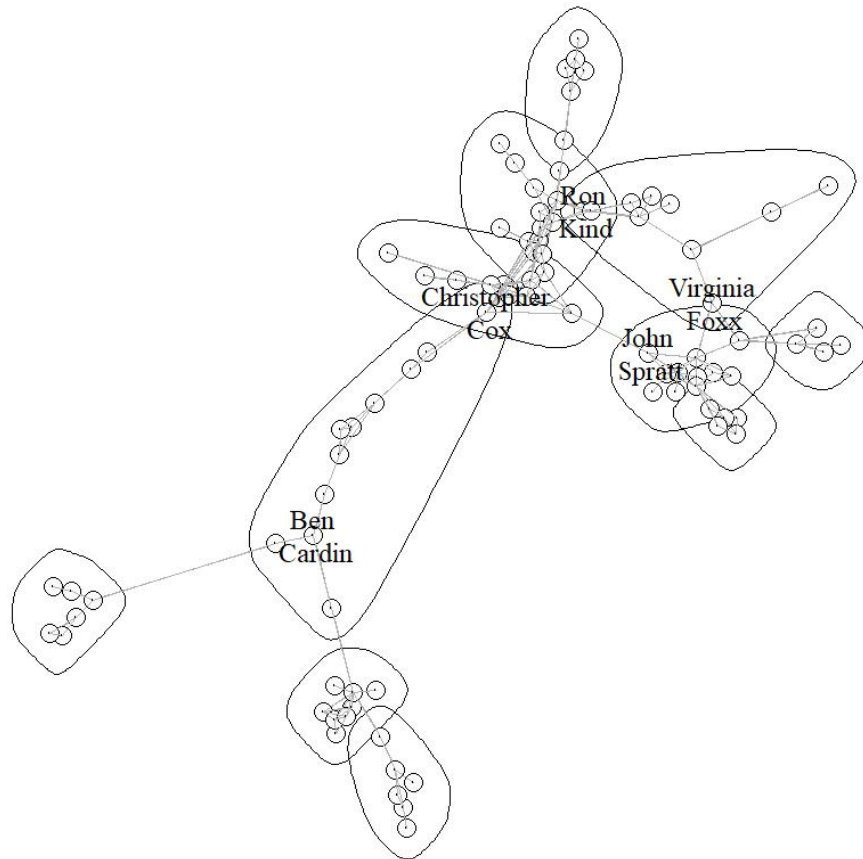 Ron
Kind
Virginia
Foxx
Christopher
Cox
John
Spratt
Ben
Cardin